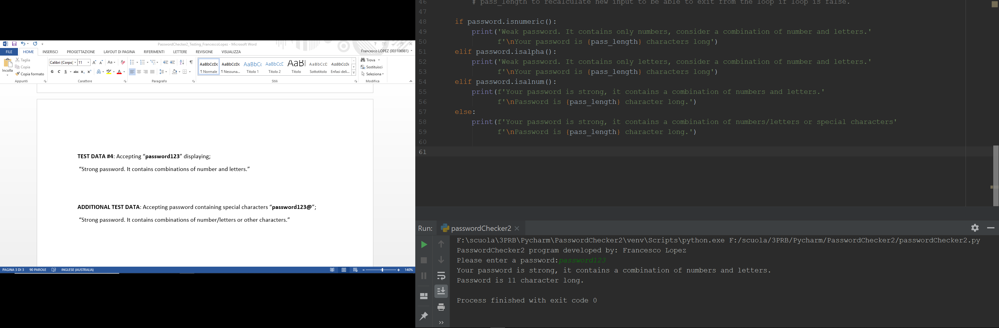 PasswordChecker2_Testing_FrancescoLopez - Microsoft Word
FILE HOME INSERISCI PROGETTAZIONE LAYOUT DI PAGINA RIFERIMENTI LETTERE REVISIONE VISUALIZZA
Francesco LOPEZ (001106981)
Incolla
Taglia
Copia
Copia formato
Appunti
Calibri (Corpo) 11
G C S abc x₂ x²
Carattere
Paragrafo
AaBbCcDc AaBbCcDc AaBbC( AaBbCcE AaBl AaBbCcD AaBbCcDt
¶ Normale ¶ Nessuna... Titolo 1 Titolo 2 Titolo Sottotitolo Enfasi deli...
Stili
Trova
Sostituisci
Seleziona
Modifica
TEST DATA #4: Accepting “password123” displaying;
“Strong password. It contains combinations of number and letters.”
ADDITIONAL TEST DATA: Accepting password containing special characters “password123@”;
“Strong password. It contains combinations of number/letters or other characters.”
PAGINA 3 DI 3 90 PAROLE INGLESE (AUSTRALIA) 140%
46 # pass_length to recalculate new input to be able to exit from the loop if loop is false.
47
48 if password.isnumeric():
49 print('Weak password. It contains only numbers, consider a combination of number and letters.'
50 f'\nYour password is {pass_length} characters long')
51 elif password.isalpha():
52 print('Weak password. It contains only letters, consider a combination of number and letters.'
53 f'\nYour password is {pass_length} characters long')
54 elif password.isalnum():
55 print(f'Your password is strong, it contains a combination of numbers and letters.'
56 f'\nPassword is {pass_length} character long.')
57 else:
58 print(f'Your password is strong, it contains a combination of numbers/letters or special characters'
59 f'\nPassword is {pass_length} character long.')
60
61
Run: passwordChecker2
F:\scuola\3PRB\Pycharm\PasswordChecker2\venv\Scripts\python.exe F:/scuola/3PRB/Pycharm/PasswordChecker2/passwordChecker2.py
PasswordChecker2 program developed by: Francesco Lopez
Please enter a password:password123
Your password is strong, it contains a combination of numbers and letters.
Password is 11 character long.
Process finished with exit code 0